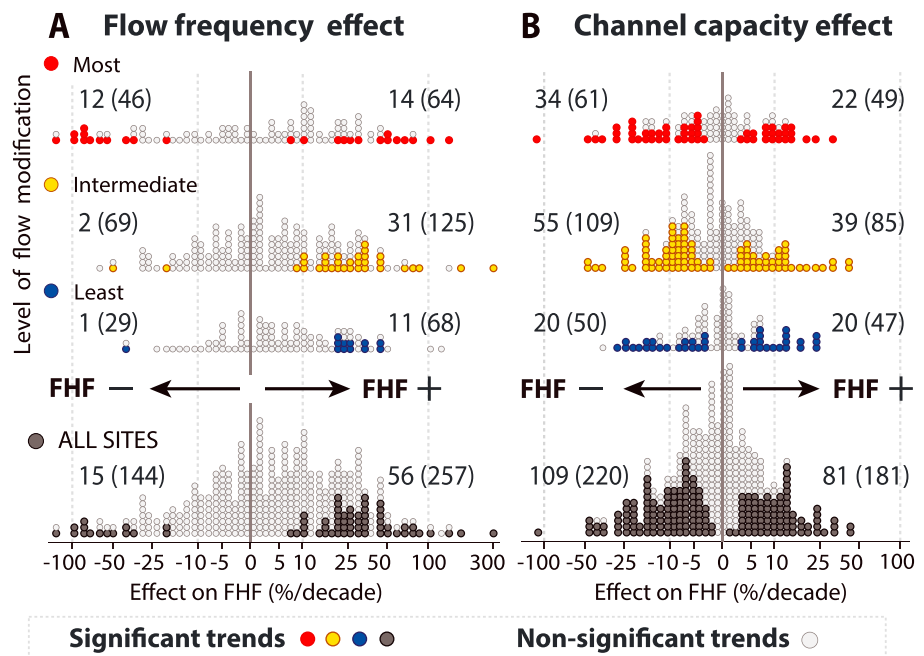 A Flow frequency effect
B Channel capacity effect
Level of flow modification
Most
12 (46)
14 (64)
34 (61)
22 (49)
Intermediate
2 (69)
31 (125)
55 (109)
39 (85)
Least
1 (29)
11 (68)
20 (50)
20 (47)
FHF −
FHF +
FHF −
FHF +
ALL SITES
15 (144)
56 (257)
109 (220)
81 (181)
-100 -50 -25 -10 -5 0 5 10 25 50 100 300
-100 -50 -25 -10 -5 0 5 10 25 50 100
Effect on FHF (%/decade)
Effect on FHF (%/decade)
Significant trends
Non-significant trends